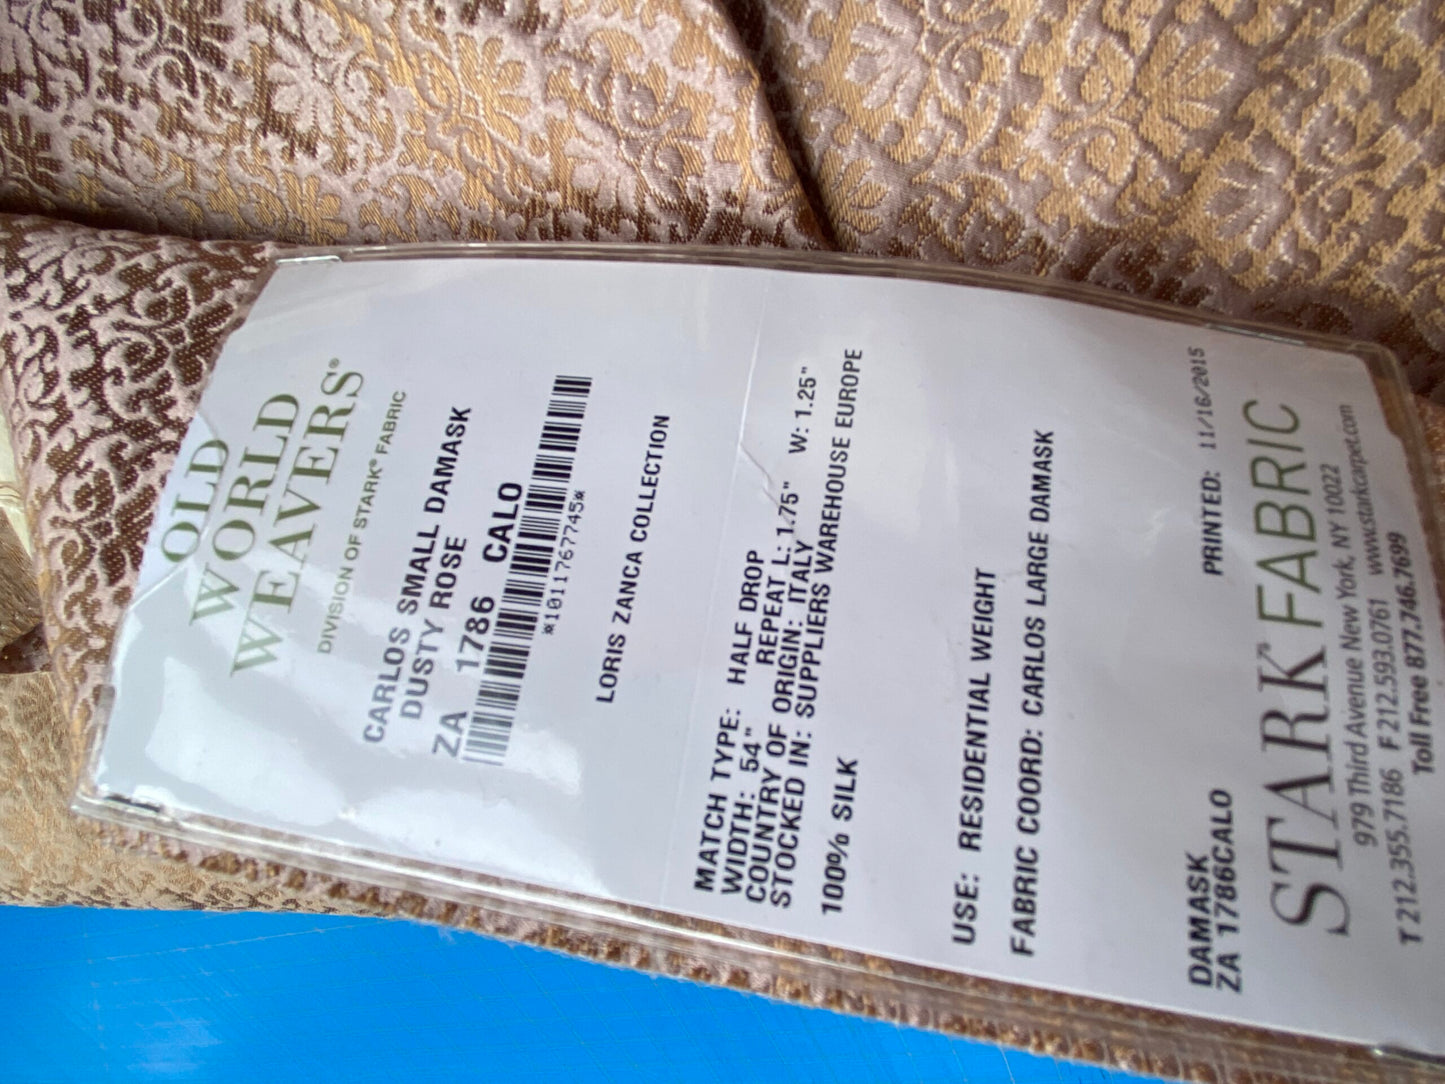 OLD
WORLD
WEAVERS®
DIVISION OF STARK® FABRIC
CARLOS SMALL DAMASK
DUSTY ROSE
ZA 1786 CALO
*1011767745*
LORIS ZANCA COLLECTION
MATCH TYPE: HALF DROP
WIDTH: 54" REPEAT L: 1.75" W: 1.25"
COUNTRY OF ORIGIN: ITALY
STOCKED IN: SUPPLIERS WAREHOUSE EUROPE
100% SILK
USE: RESIDENTIAL WEIGHT
FABRIC COORD: CARLOS LARGE DAMASK
DAMASK PRINTED: 11/16/2015
ZA 1786CALO
STARK® FABRIC
979 Third Avenue New York, NY 10022
T 212.355.7186 F 212.593.0761 www.starkcarpet.com
Toll Free 877.746.7699